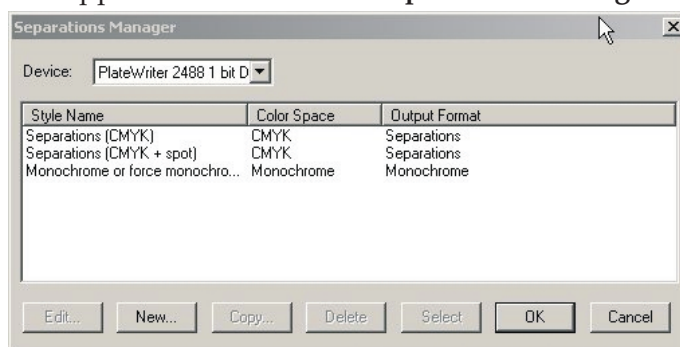 Separations Manager
Device: PlateWriter 2488 1 bit D
Style Name Color Space Output Format
Separations (CMYK) CMYK Separations
Separations (CMYK + spot) CMYK Separations
Monochrome or force monochro... Monochrome Monochrome
Edit... New... Copy... Delete Select OK Cancel